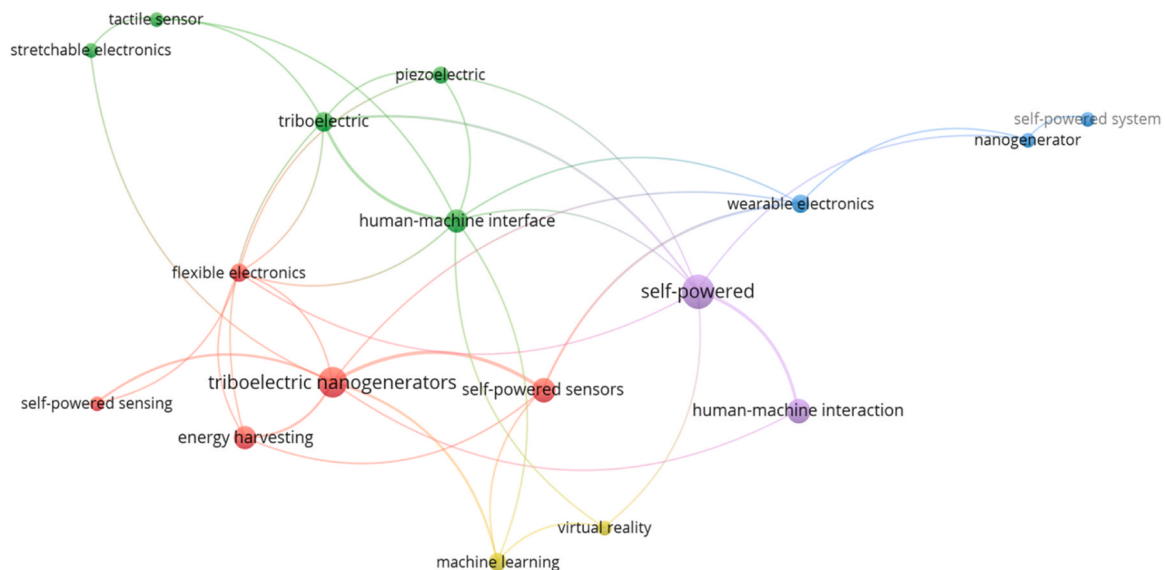 tactile sensor
stretchable electronics
piezoelectric
triboelectric
self-powered system
nanogenerator
wearable electronics
human-machine interface
flexible electronics
self-powered
triboelectric nanogenerators
self-powered sensors
self-powered sensing
human-machine interaction
energy harvesting
virtual reality
machine learning